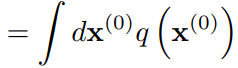 = ∫ dx⁽⁰⁾ q (x⁽⁰⁾)